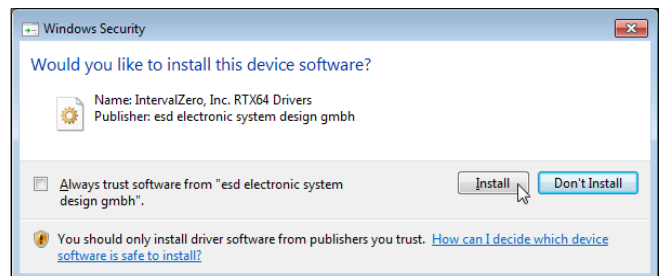 Windows Security
Would you like to install this device software?
Name: IntervalZero, Inc. RTX64 Drivers
Publisher: esd electronic system design gmbh
Always trust software from "esd electronic system
design gmbh".
Install
Don't Install
You should only install driver software from publishers you trust. How can I decide which device
software is safe to install?